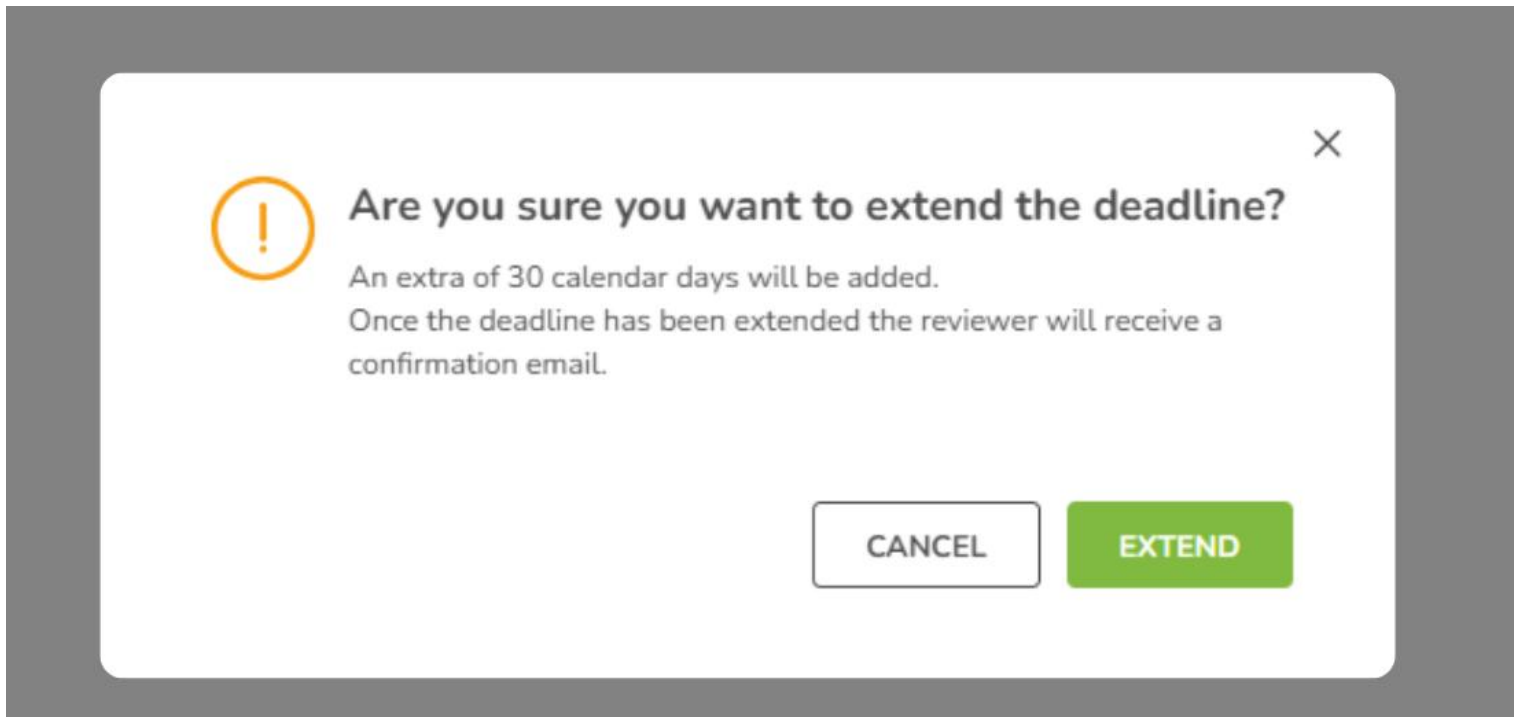 Are you sure you want to extend the deadline?
An extra of 30 calendar days will be added.
Once the deadline has been extended the reviewer will receive a
confirmation email.
CANCEL
EXTEND